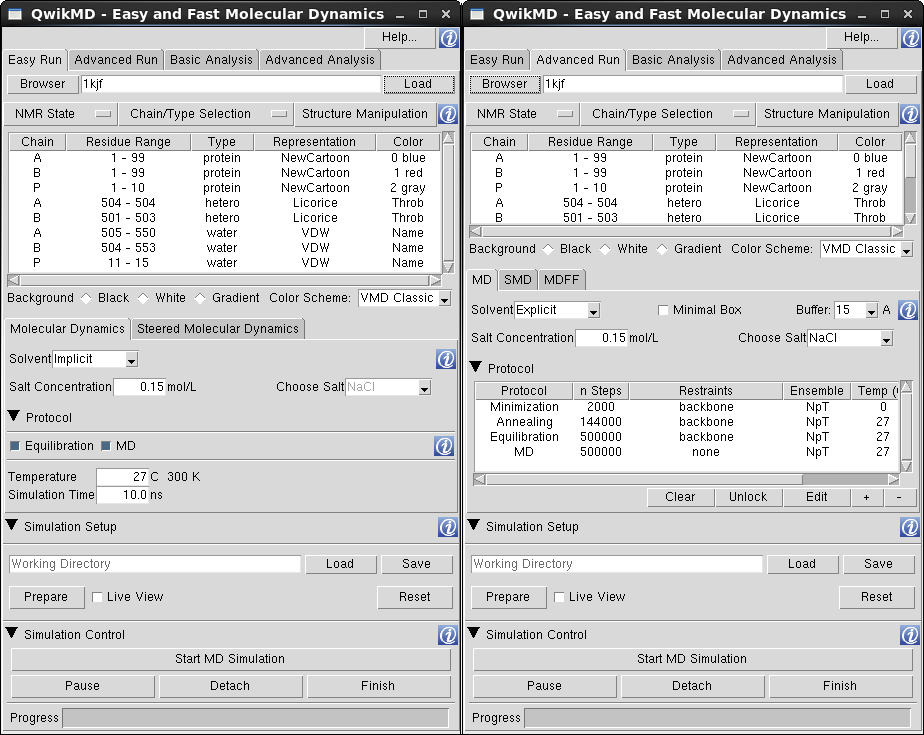 QwikMD - Easy and Fast Molecular Dynamics
Help...
Easy Run Advanced Run Basic Analysis Advanced Analysis
Browser 1kjf Load
NMR State Chain/Type Selection Structure Manipulation
Chain Residue Range Type Representation Color
A 1 - 99 protein NewCartoon 0 blue
B 1 - 99 protein NewCartoon 1 red
P 1 - 10 protein NewCartoon 2 gray
A 504 - 504 hetero Licorice Throb
B 501 - 503 hetero Licorice Throb
A 505 - 550 water VDW Name
B 504 - 553 water VDW Name
P 11 - 15 water VDW Name
Background Black White Gradient Color Scheme: VMD Classic
Molecular Dynamics Steered Molecular Dynamics
Solvent Implicit
Salt Concentration 0.15 mol/L Choose Salt NaCl
Protocol
Equilibration MD
Temperature 27 C 300 K
Simulation Time 10.0 ns
Simulation Setup
Working Directory Load Save
Prepare Live View Reset
Simulation Control
Start MD Simulation
Pause Detach Finish
Progress
QwikMD - Easy and Fast Molecular Dynamics
Help...
Easy Run Advanced Run Basic Analysis Advanced Analysis
Browser 1kjf Load
NMR State Chain/Type Selection Structure Manipulation
Chain Residue Range Type Representation Color
A 1 - 99 protein NewCartoon 0 blue
B 1 - 99 protein NewCartoon 1 red
P 1 - 10 protein NewCartoon 2 gray
A 504 - 504 hetero Licorice Throb
B 501 - 503 hetero Licorice Throb
Background Black White Gradient Color Scheme: VMD Classic
MD SMD MDFF
Solvent Explicit Minimal Box Buffer: 15 A
Salt Concentration 0.15 mol/L Choose Salt NaCl
Protocol
Protocol n Steps Restraints Ensemble Temp (
Minimization 2000 backbone NpT 0
Annealing 144000 backbone NpT 27
Equilibration 500000 backbone NpT 27
MD 500000 none NpT 27
Clear Unlock Edit + -
Simulation Setup
Working Directory Load Save
Prepare Live View Reset
Simulation Control
Start MD Simulation
Pause Detach Finish
Progress